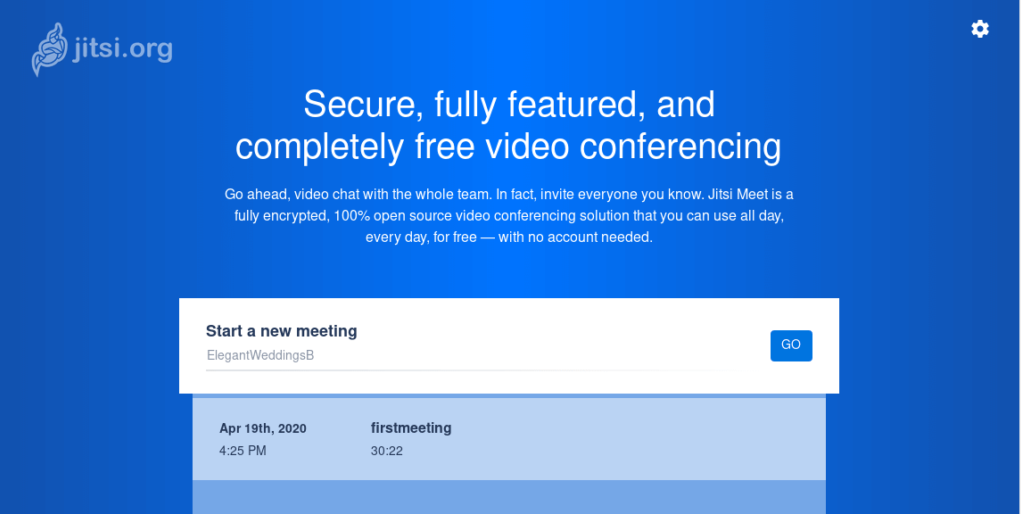 jitsi.org
Secure, fully featured, and
completely free video conferencing
Go ahead, video chat with the whole team. In fact, invite everyone you know. Jitsi Meet is a
fully encrypted, 100% open source video conferencing solution that you can use all day,
every day, for free — with no account needed.
Start a new meeting
ElegantWeddingsB
GO
Apr 19th, 2020 firstmeeting
4:25 PM 30:22